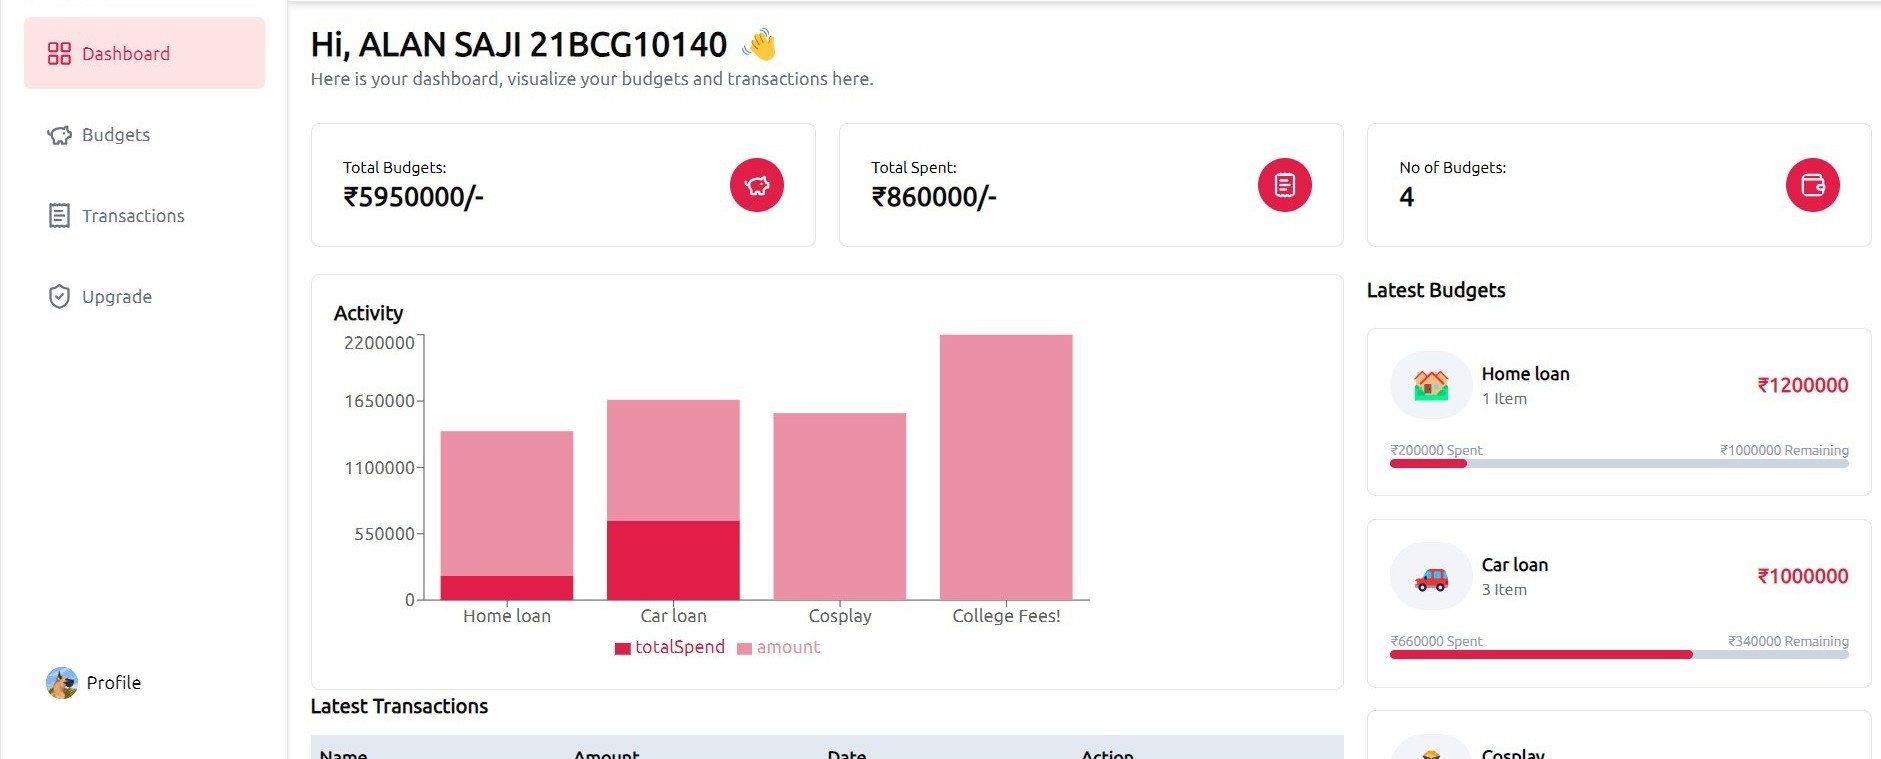 Dashboard
Budgets
Transactions
Upgrade
Profile
Hi, ALAN SAJI 21BCG10140 👋
Here is your dashboard, visualize your budgets and transactions here.
Total Budgets:
₹5950000/-
Total Spent:
₹860000/-
No of Budgets:
4
Activity
2200000
1650000
1100000
550000
0
Home loan
Car loan
Cosplay
College Fees!
totalSpend
amount
Latest Transactions
Name Amount Date Action
Latest Budgets
Home loan
1 Item
₹1200000
₹200000 Spent
₹1000000 Remaining
Car loan
3 Item
₹1000000
₹660000 Spent
₹340000 Remaining
Cosplay